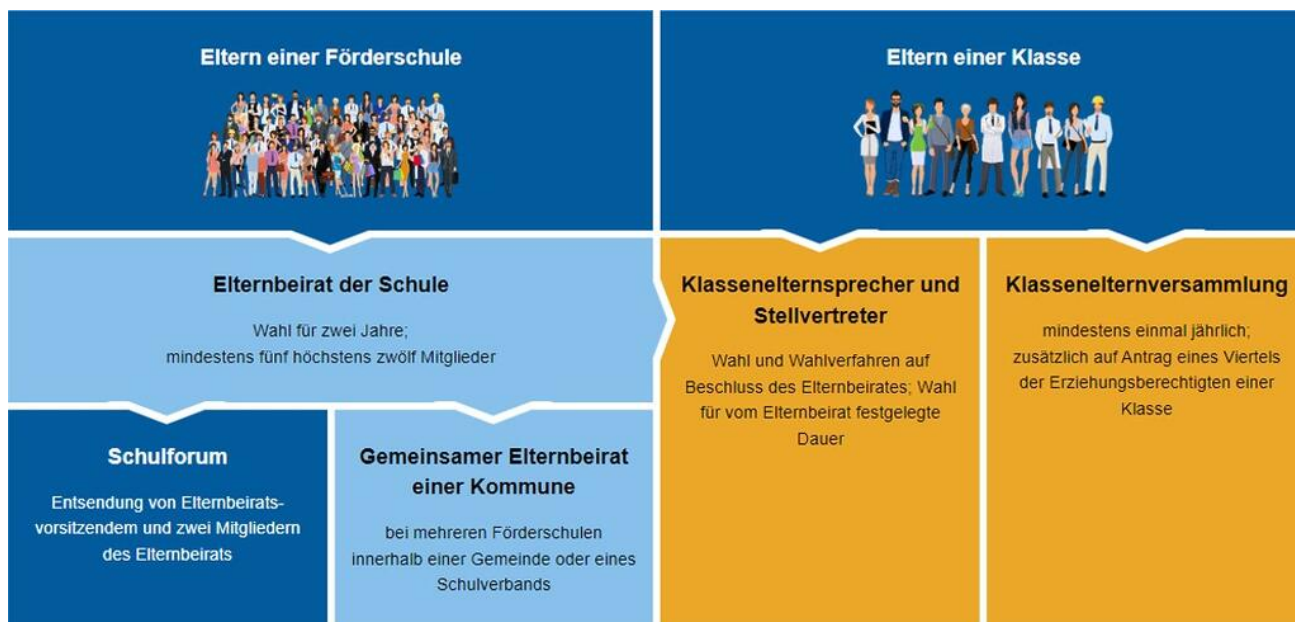 Eltern einer Förderschule
Eltern einer Klasse
Elternbeirat der Schule
Wahl für zwei Jahre;
mindestens fünf höchstens zwölf Mitglieder
Schulforum
Entsendung von Elternbeirats-
vorsitzendem und zwei Mitgliedern
des Elternbeirats
Gemeinsamer Elternbeirat
einer Kommune
bei mehreren Förderschulen
innerhalb einer Gemeinde oder eines
Schulverbands
Klassenelternsprecher und
Stellvertreter
Wahl und Wahlverfahren auf
Beschluss des Elternbeirates; Wahl
für vom Elternbeirat festgelegte
Dauer
Klassenelternversammlung
mindestens einmal jährlich;
zusätzlich auf Antrag eines Viertels
der Erziehungsberechtigten einer
Klasse